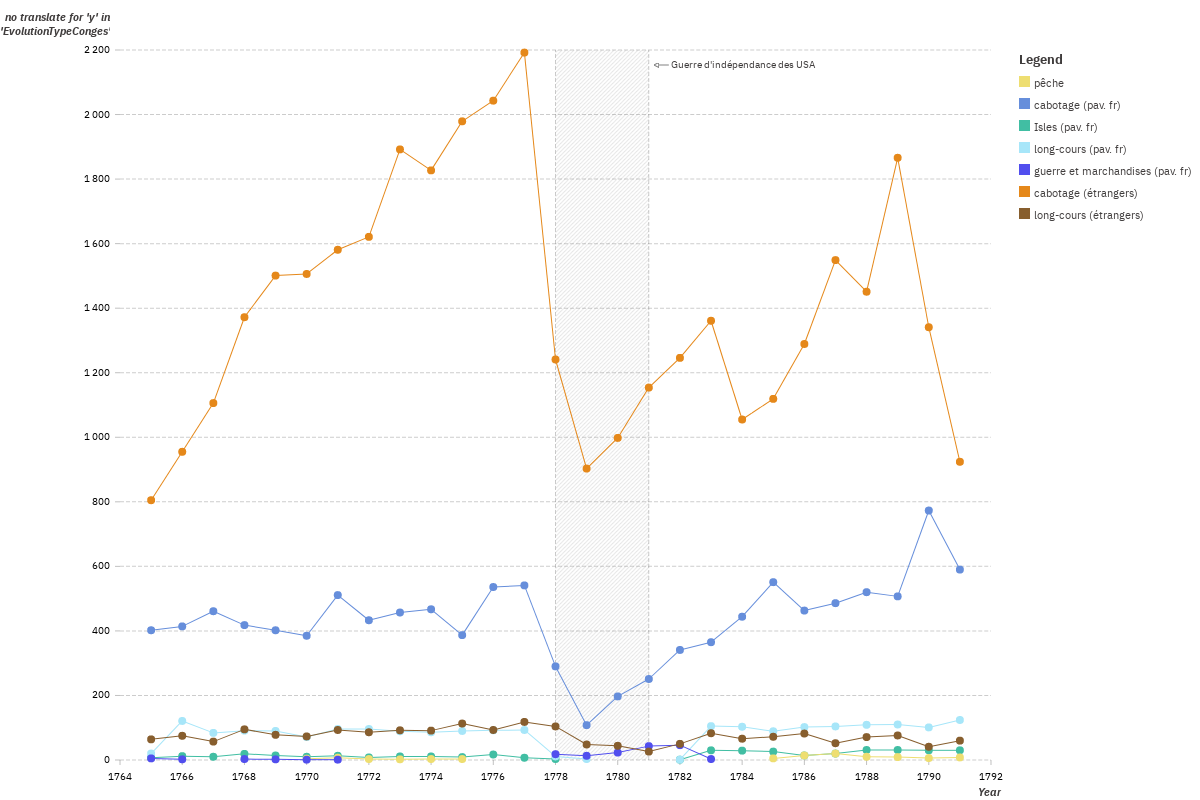 no translate for 'y' in
'EvolutionTypeConges'
2 200
2 000
1 800
1 600
1 400
1 200
1 000
800
600
400
200
0
Guerre d'indépendance des USA
1764
1766
1768
1770
1772
1774
1776
1778
1780
1782
1784
1786
1788
1790
1792
Year
Legend
pêche
cabotage (pav. fr)
Isles (pav. fr)
long-cours (pav. fr)
guerre et marchandises (pav. fr)
cabotage (étrangers)
long-cours (étrangers)